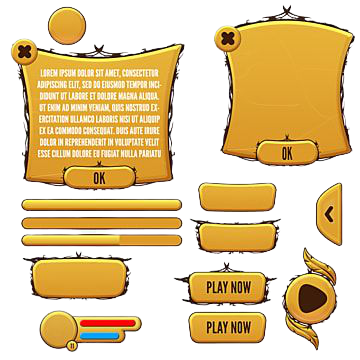 LOREM IPSUM DOLOR SIT AMET, CONSECTETUR
ADIPISCING ELIT, SED DO EIUSMOD TEMPOR INCI-
DIDUNT UT LABORE ET DOLORE MAGNA ALIQUA.
UT ENIM AD MINIM VENIAM, QUIS NOSTRUD EX-
ERCITATION ULLAMCO LABORIS NISI UT ALIQUIP
EX EA COMMODO CONSEQUAT. DUIS AUTE IRURE
DOLOR IN REPREHENDERIT IN VOLUPTATE VELIT
ESSE CILLUM DOLORE EU FUGIAT NULLA PARIATU
OK
OK
PLAY NOW
PLAY NOW